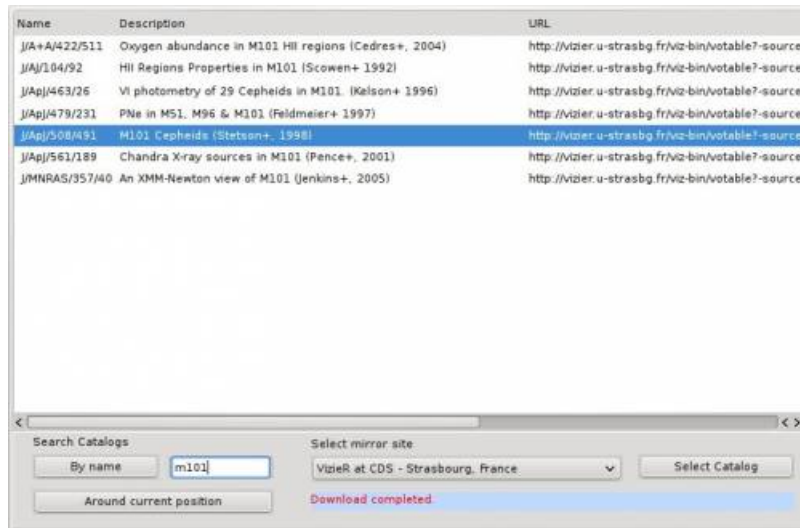 Name Description URL
J/A+A/422/511 Oxygen abundance in M101 HII regions (Cedres+, 2004) http://vizier.u-strasbg.fr/viz-bin/votable?-source
J/AJ/104/92 HII Regions Properties in M101 (Scowen+ 1992) http://vizier.u-strasbg.fr/viz-bin/votable?-source
J/ApJ/463/26 VI photometry of 29 Cepheids in M101. (Kelson+ 1996) http://vizier.u-strasbg.fr/viz-bin/votable?-source
J/ApJ/479/231 PNe in M51, M96 & M101 (Feldmeier+ 1997) http://vizier.u-strasbg.fr/viz-bin/votable?-source
J/ApJ/508/491 M101 Cepheids (Stetson+, 1998) http://vizier.u-strasbg.fr/viz-bin/votable?-source
J/ApJ/561/189 Chandra X-ray sources in M101 (Pence+, 2001) http://vizier.u-strasbg.fr/viz-bin/votable?-source
J/MNRAS/357/40 An XMM-Newton view of M101 (Jenkins+, 2005) http://vizier.u-strasbg.fr/viz-bin/votable?-source
Search Catalogs Select mirror site
By name m101 VizieR at CDS - Strasbourg, France Select Catalog
Around current position Download completed.